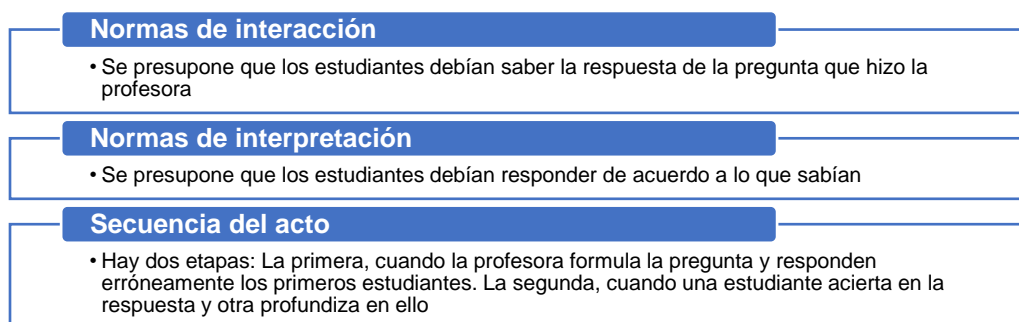 Normas de interacción
• Se presupone que los estudiantes debían saber la respuesta de la pregunta que hizo la
profesora
Normas de interpretación
• Se presupone que los estudiantes debían responder de acuerdo a lo que sabían
Secuencia del acto
• Hay dos etapas: La primera, cuando la profesora formula la pregunta y responden
erróneamente los primeros estudiantes. La segunda, cuando una estudiante acierta en la
respuesta y otra profundiza en ello